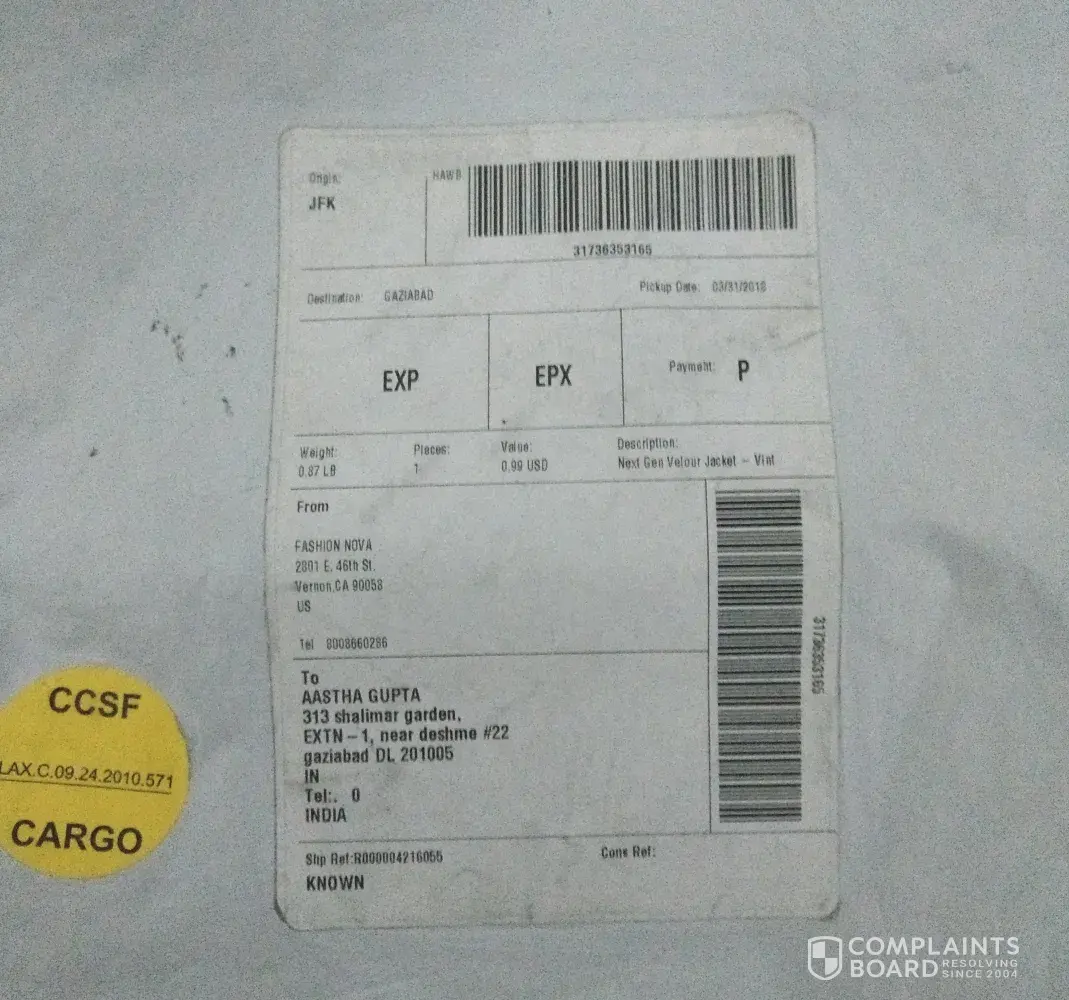 Origin:
JFK
HAWB
31736353165
Destination: GAZIABAD
Pickup Date: 03/31/2018
EXP
EPX
Payment: P
Weight:
0.87 LB
Pieces:
1
Value:
0.99 USD
Description:
Next Gen Velour Jacket - Vint
From
FASHION NOVA
2801 E. 46th St.
Vernon,CA 90058
US
Tel 8008660286
31736353165
To
AASTHA GUPTA
313 shalimar garden,
EXTN-1, near deshme #22
gaziabad DL 201005
IN
Tel:. 0
INDIA
Shp Ref:R000004216055
Cons Ref:
KNOWN
CCSF
LAX.C.09.24.2010.571
CARGO
COMPLAINTS
BOARD RESOLVING
SINCE 2004